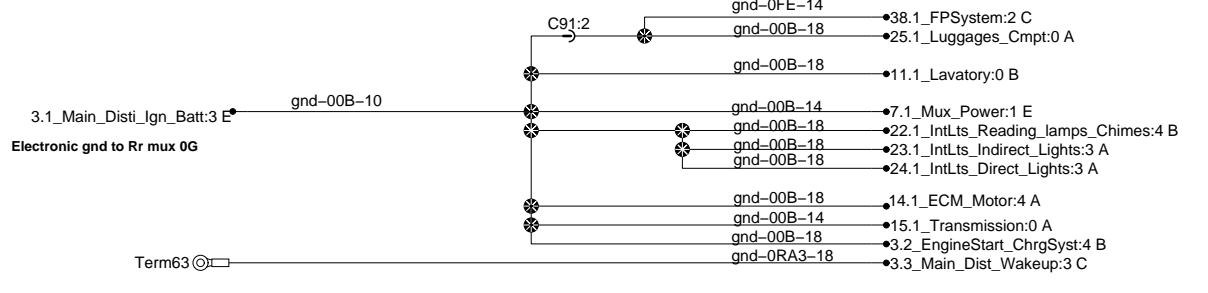 gnd-0FE-14
38.1_FPSystem:2 C
C91:2
gnd-00B-18
25.1_Luggages_Cmpt:0 A
gnd-00B-18
11.1_Lavatory:0 B
3.1_Main_Disti_Ign_Batt:3 E
gnd-00B-10
gnd-00B-14
7.1_Mux_Power:1 E
gnd-00B-18
22.1_IntLts_Reading_lamps_Chimes:4 B
Electronic gnd to Rr mux 0G
gnd-00B-18
23.1_IntLts_Indirect_Lights:3 A
gnd-00B-18
24.1_IntLts_Direct_Lights:3 A
gnd-00B-18
14.1_ECM_Motor:4 A
gnd-00B-14
15.1_Transmission:0 A
gnd-00B-18
3.2_EngineStart_ChrgSyst:4 B
Term63
gnd-0RA3-18
3.3_Main_Dist_Wakeup:3 C